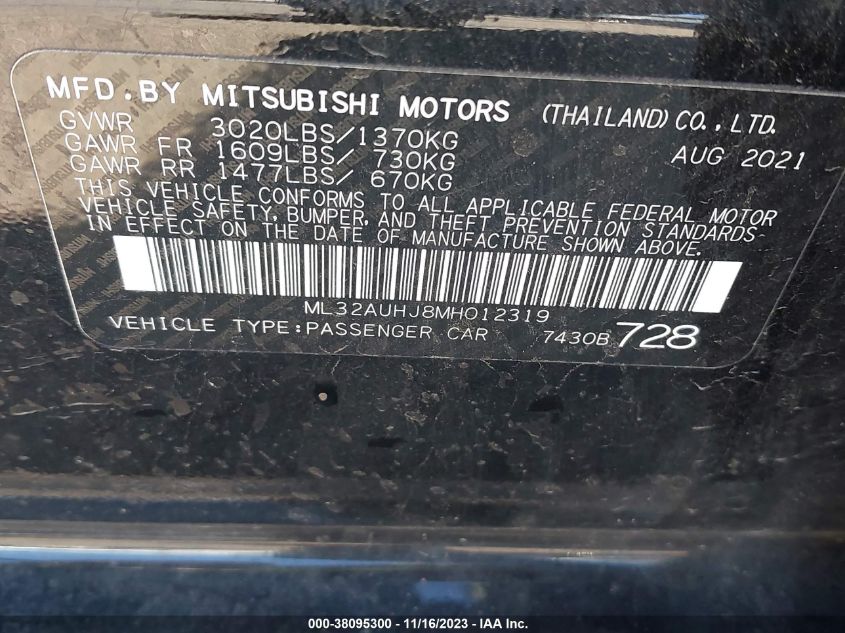 MFD.BY MITSUBISHI MOTORS (THAILAND) CO., LTD.
GVWR 3020LBS/1370KG AUG 2021
GAWR FR 1609LBS/ 730KG
GAWR RR 1477LBS/ 670KG
THIS VEHICLE CONFORMS TO ALL APPLICABLE FEDERAL MOTOR
VEHICLE SAFETY, BUMPER, AND THEFT PREVENTION STANDARDS
IN EFFECT ON THE DATE OF MANUFACTURE SHOWN ABOVE.
ML32AUHJ8MH012319
VEHICLE TYPE:PASSENGER CAR 7430B 728
000-38095300 - 11/16/2023 - IAA Inc.